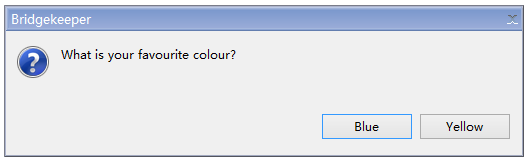 Bridgekeeper
What is your favourite colour?
Blue
Yellow